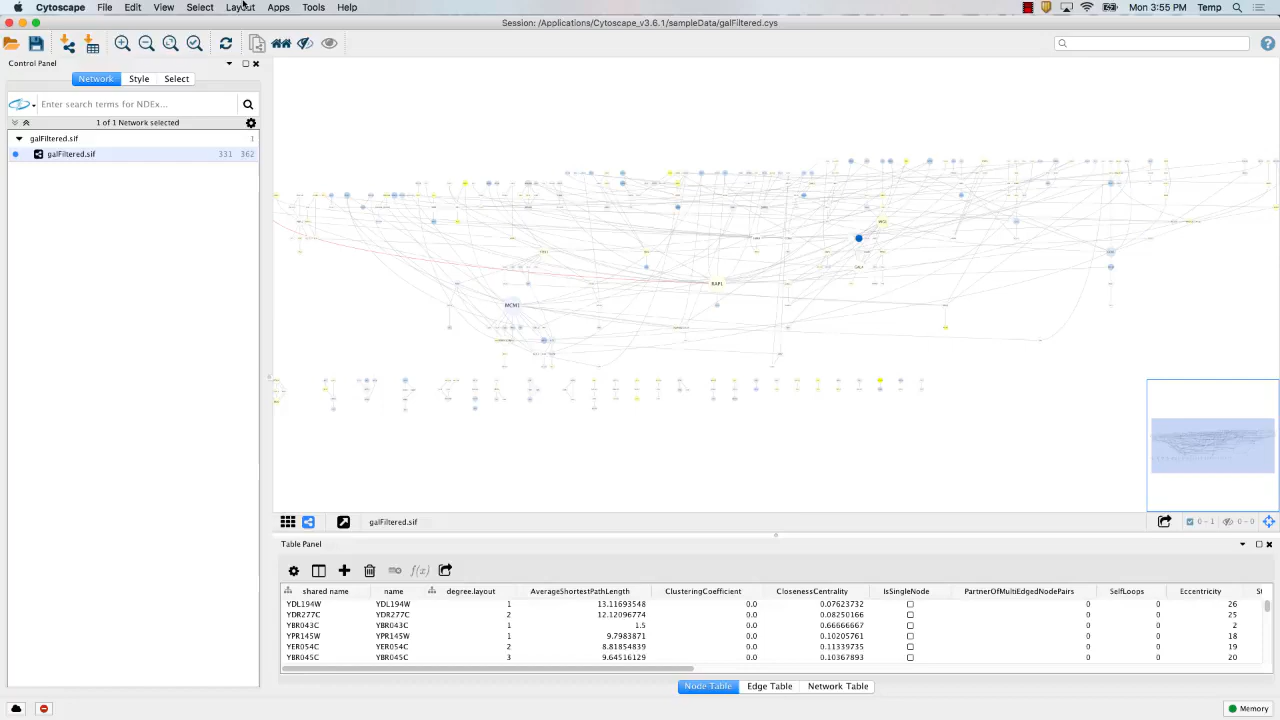 Cytoscape File Edit View Select Layout Apps Tools Help Mon 3:55 PM Temp
Session: /Applications/Cytoscape_v3.6.1/sampleData/galFiltered.cys
Control Panel
Network Style Select
Enter search terms for NDEx...
1 of 1 Network selected
galFiltered.sif 1
galFiltered.sif 331 362
RAP1
MCM1
galFiltered.sif 0 - 1 0 - 0
Table Panel
f(x)
shared name name degree.layout AverageShortestPathLength ClusteringCoefficient ClosenessCentrality IsSingleNode PartnerOfMultiEdgedNodePairs SelfLoops Eccentricity
YDL194W YDL194W 1 13.11693548 0.0 0.07623732 0 0 26
YDR277C YDR277C 2 12.12096774 0.0 0.08250166 0 0 25
YBR043C YBR043C 1 1.5 0.0 0.66666667 0 0 2
YPR145W YPR145W 1 9.7983871 0.0 0.10205761 0 0 18
YER054C YER054C 2 8.81854839 0.0 0.11339735 0 0 19
YBR045C YBR045C 3 9.64516129 0.0 0.10367893 0 0 20
Node Table Edge Table Network Table
Memory